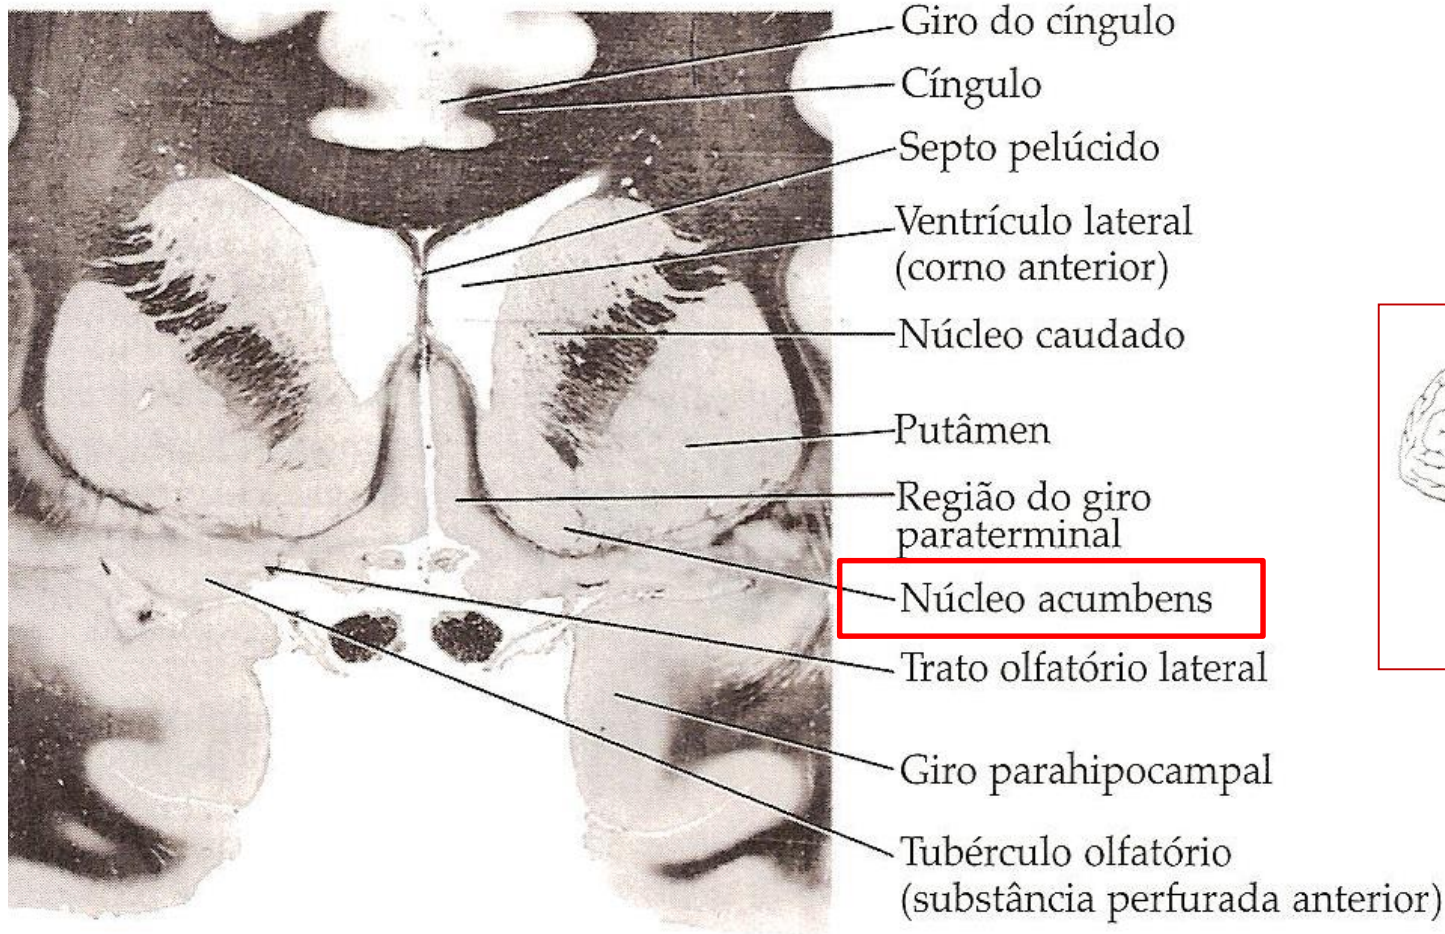 Giro do cíngulo
Cíngulo
Septo pelúcido
Ventrículo lateral
(corno anterior)
Núcleo caudado
Putâmen
Região do giro
paraterminal
Núcleo acumbens
Trato olfatório lateral
Giro parahipocampal
Tubérculo olfatório
(substância perfurada anterior)